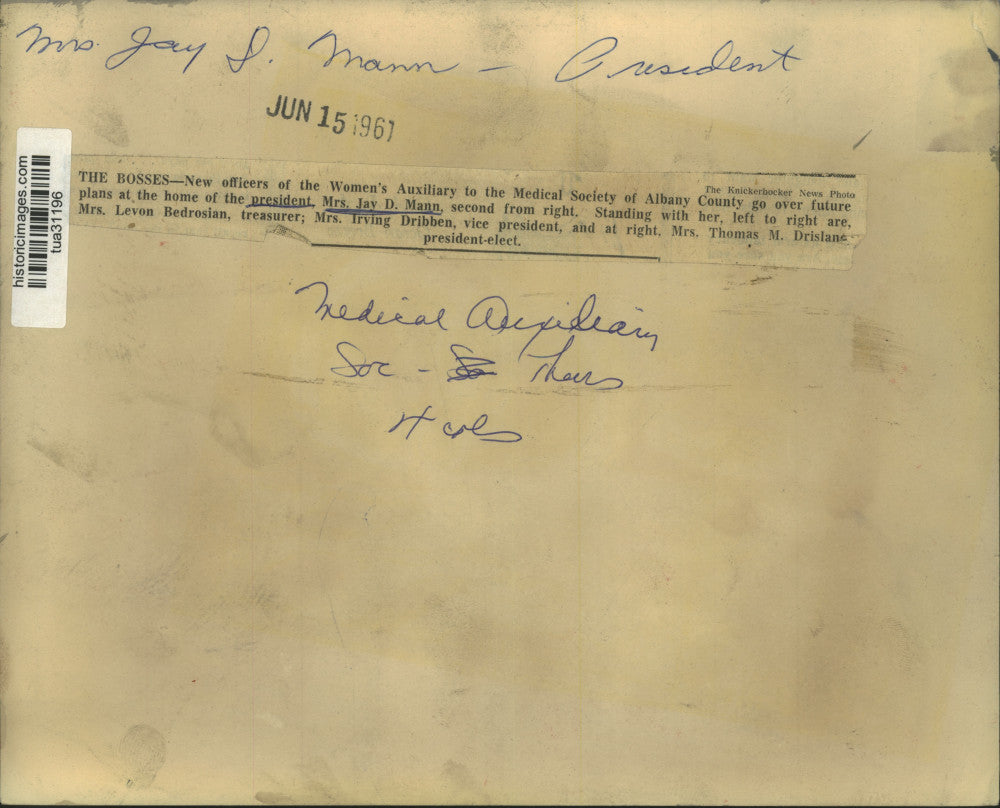 Mrs. Jay D. Mann - President
JUN 15 1961
historicimages.com
tua31196
The Knickerbocker News Photo
THE BOSSES—New officers of the Women's Auxiliary to the Medical Society of Albany County go over future
plans at the home of the president, Mrs. Jay D. Mann, second from right. Standing with her, left to right are,
Mrs. Levon Bedrosian, treasurer; Mrs. Irving Dribben, vice president, and at right, Mrs. Thomas M. Drislane
president-elect.
Medical Auxiliary
Soc - Thurs
4 cols